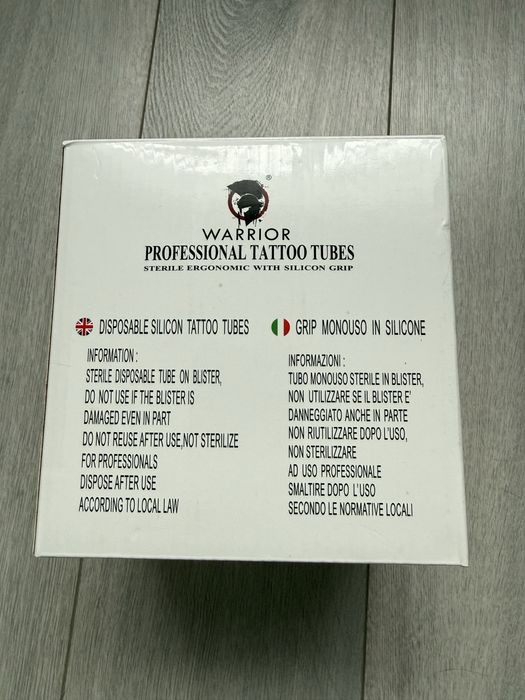 ®
WARRIOR
PROFESSIONAL TATTOO TUBES
STERILE ERGONOMIC WITH SILICON GRIP
DISPOSABLE SILICON TATTOO TUBES
INFORMATION :
STERILE DISPOSABLE TUBE ON BLISTER,
DO NOT USE IF THE BLISTER IS
DAMAGED EVEN IN PART
DO NOT REUSE AFTER USE,NOT STERILIZE
FOR PROFESSIONALS
DISPOSE AFTER USE
ACCORDING TO LOCAL LAW
GRIP MONOUSO IN SILICONE
INFORMAZIONI :
TUBO MONOUSO STERILE IN BLISTER,
NON UTILIZZARE SE IL BLISTER E'
DANNEGGIATO ANCHE IN PARTE
NON RIUTILIZZARE DOPO L'USO,
NON STERILIZZARE
AD USO PROFESSIONALE
SMALTIRE DOPO L'USO
SECONDO LE NORMATIVE LOCALI